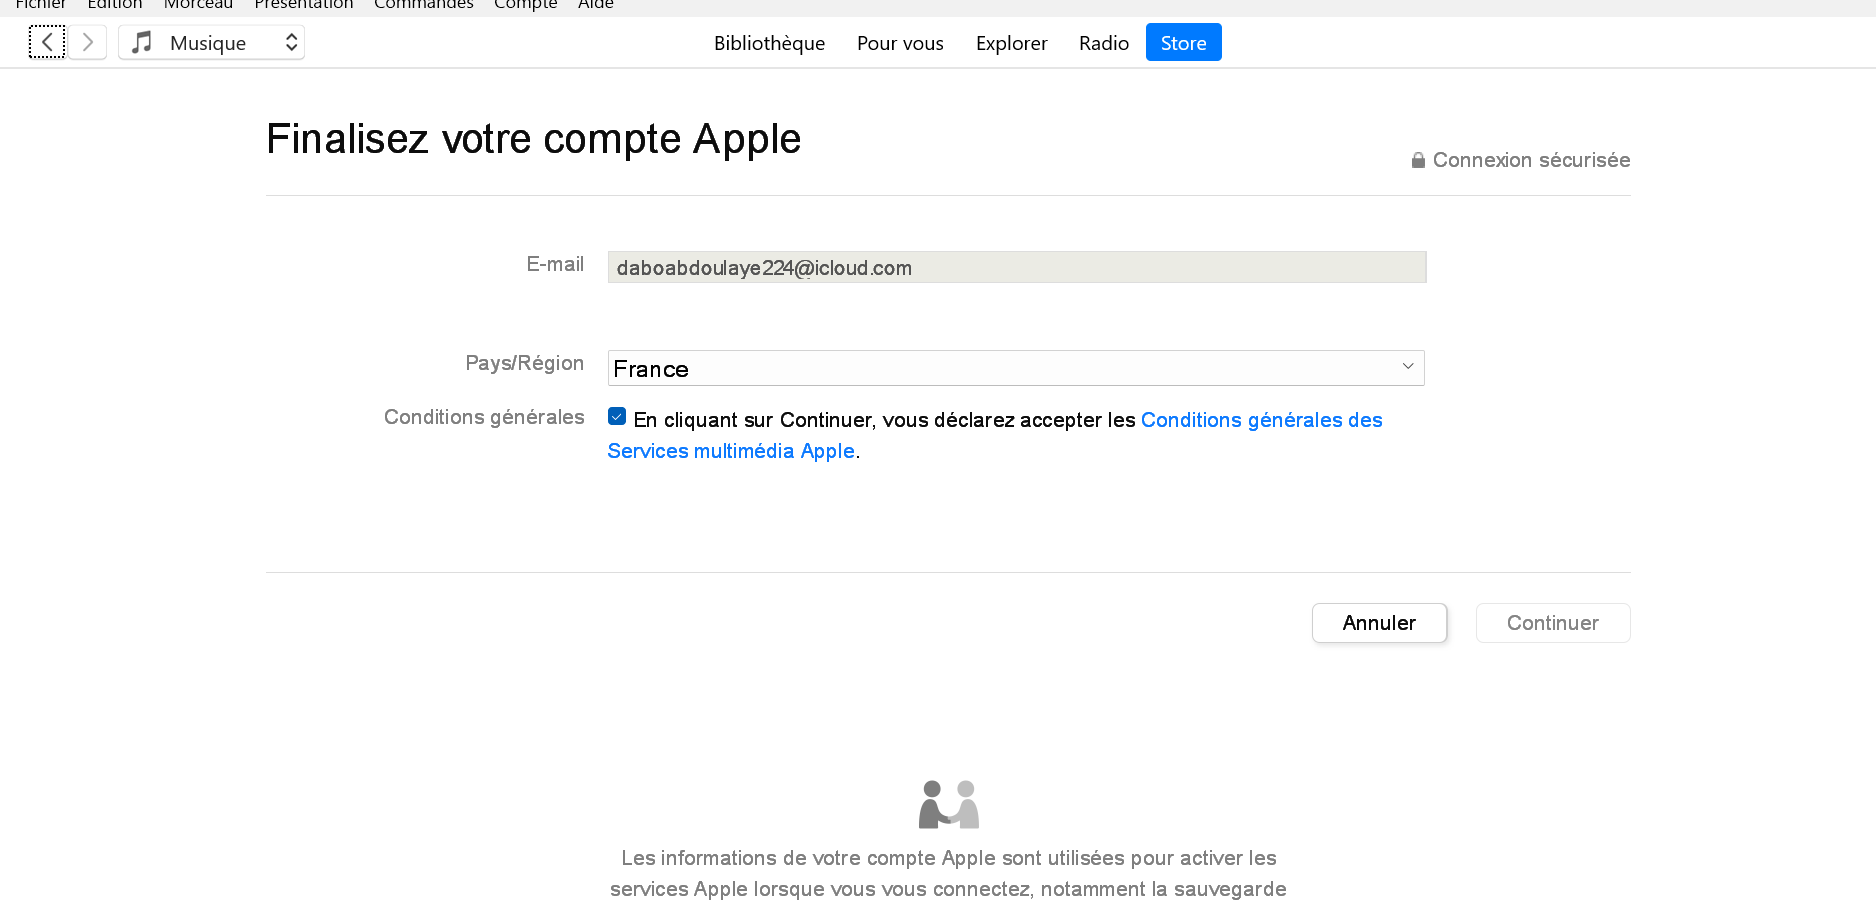 Fichier Edition Morceau Présentation Commandes Compte Aide
Musique
Bibliothèque Pour vous Explorer Radio Store
Finalisez votre compte Apple
Connexion sécurisée
E-mail daboabdoulaye224@icloud.com
Pays/Région France
Conditions générales En cliquant sur Continuer, vous déclarez accepter les Conditions générales des
Services multimédia Apple.
Annuler Continuer
Les informations de votre compte Apple sont utilisées pour activer les
services Apple lorsque vous vous connectez, notamment la sauvegarde